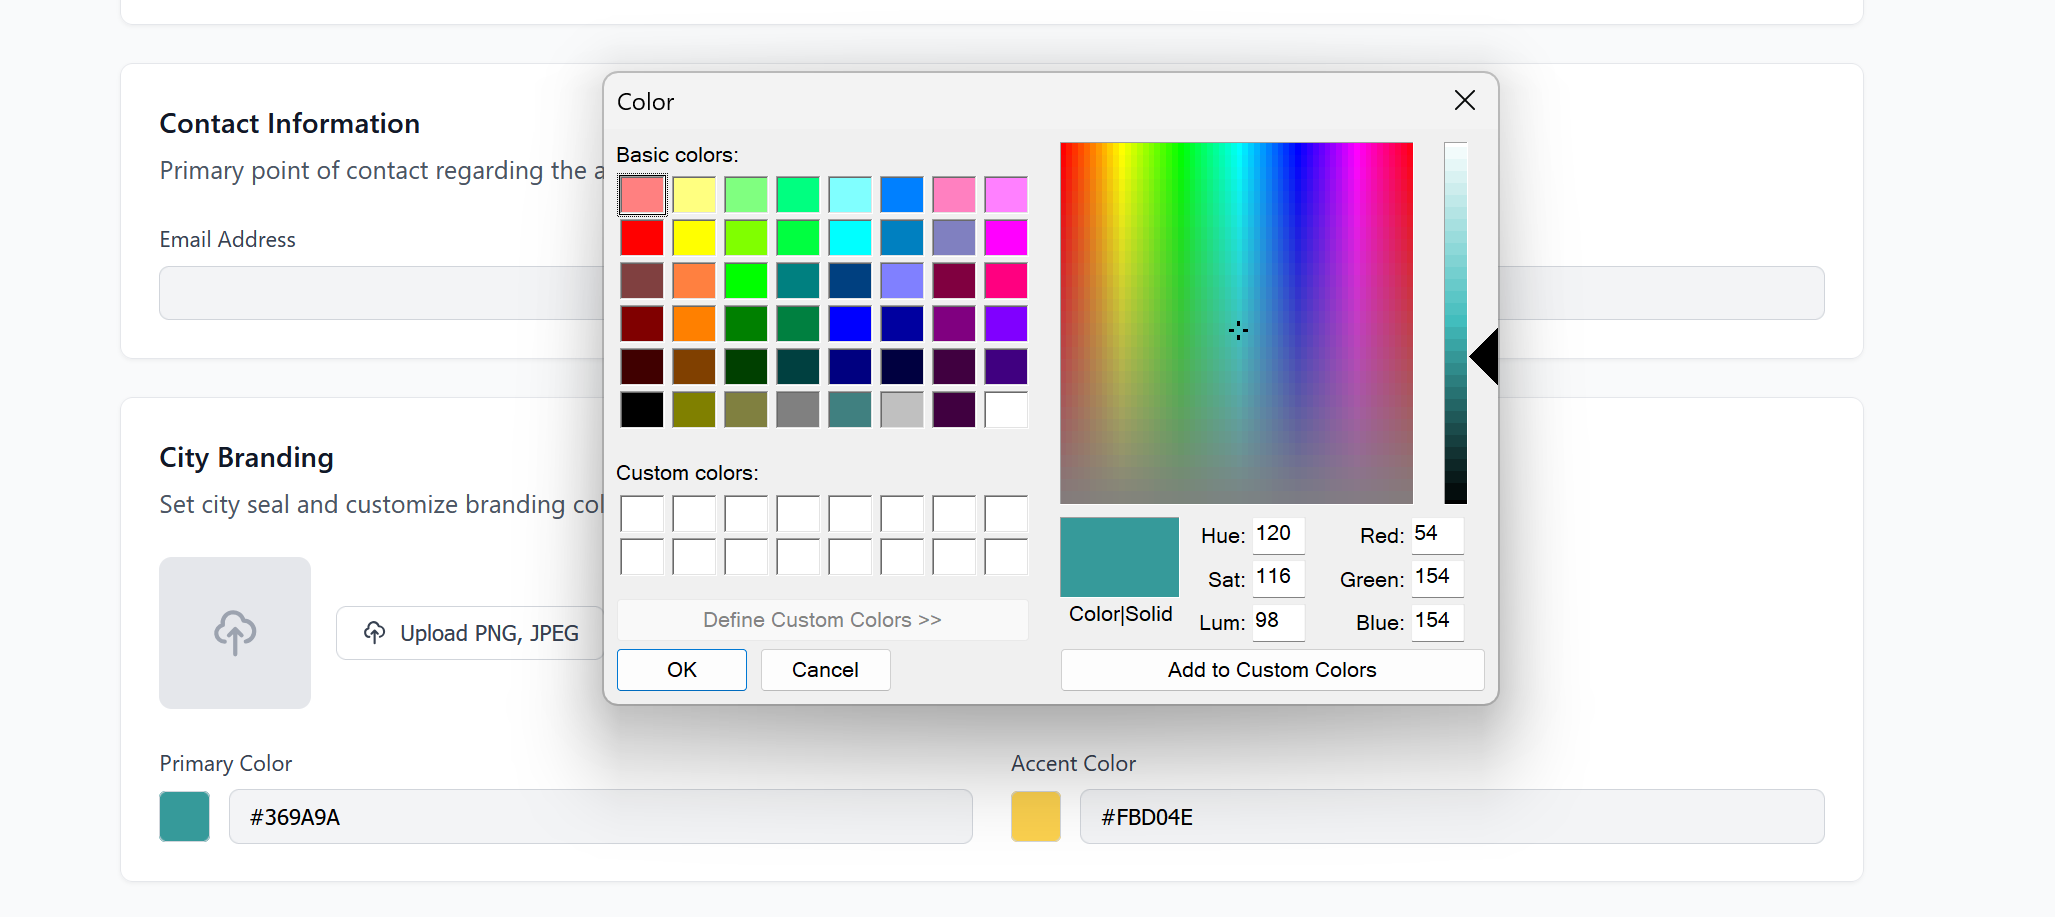 Contact Information
Primary point of contact regarding the a
Email Address
City Branding
Set city seal and customize branding col
Upload PNG, JPEG
Color
Basic colors:
Custom colors:
Define Custom Colors >>
OK
Cancel
Color|Solid
Hue: 120
Sat: 116
Lum: 98
Red: 54
Green: 154
Blue: 154
Add to Custom Colors
Primary Color
#369A9A
Accent Color
#FBD04E